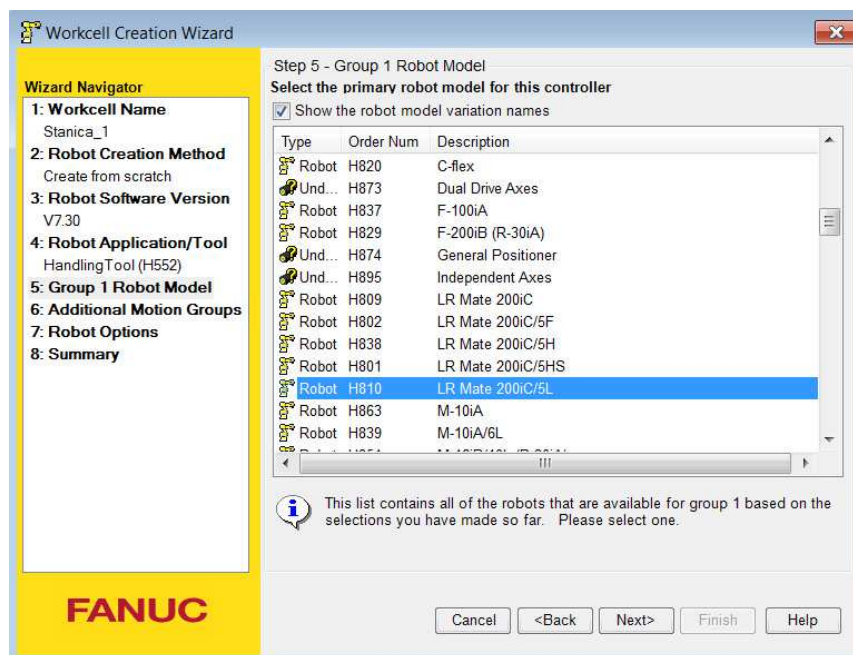 Workcell Creation Wizard
Wizard Navigator
1: Workcell Name
Stanica_1
2: Robot Creation Method
Create from scratch
3: Robot Software Version
V7.30
4: Robot Application/Tool
HandlingTool (H552)
5: Group 1 Robot Model
6: Additional Motion Groups
7: Robot Options
8: Summary
FANUC
Step 5 - Group 1 Robot Model
Select the primary robot model for this controller
Show the robot model variation names
Type Order Num Description
Robot H820 C-flex
Und... H873 Dual Drive Axes
Robot H837 F-100iA
Robot H829 F-200iB (R-30iA)
Und... H874 General Positioner
Und... H895 Independent Axes
Robot H809 LR Mate 200iC
Robot H802 LR Mate 200iC/5F
Robot H838 LR Mate 200iC/5H
Robot H801 LR Mate 200iC/5HS
Robot H810 LR Mate 200iC/5L
Robot H863 M-10iA
Robot H839 M-10iA/6L
This list contains all of the robots that are available for group 1 based on the
selections you have made so far. Please select one.
Cancel <Back Next> Finish Help